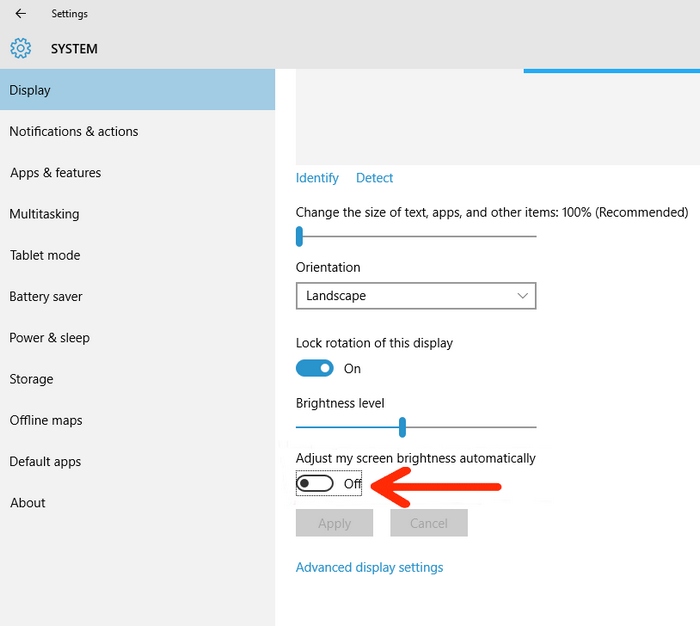 Settings
SYSTEM
Display
Notifications & actions
Apps & features
Multitasking
Tablet mode
Battery saver
Power & sleep
Storage
Offline maps
Default apps
About
Identify Detect
Change the size of text, apps, and other items: 100% (Recommended)
Orientation
Landscape
Lock rotation of this display
On
Brightness level
Adjust my screen brightness automatically
Off
Apply Cancel
Advanced display settings